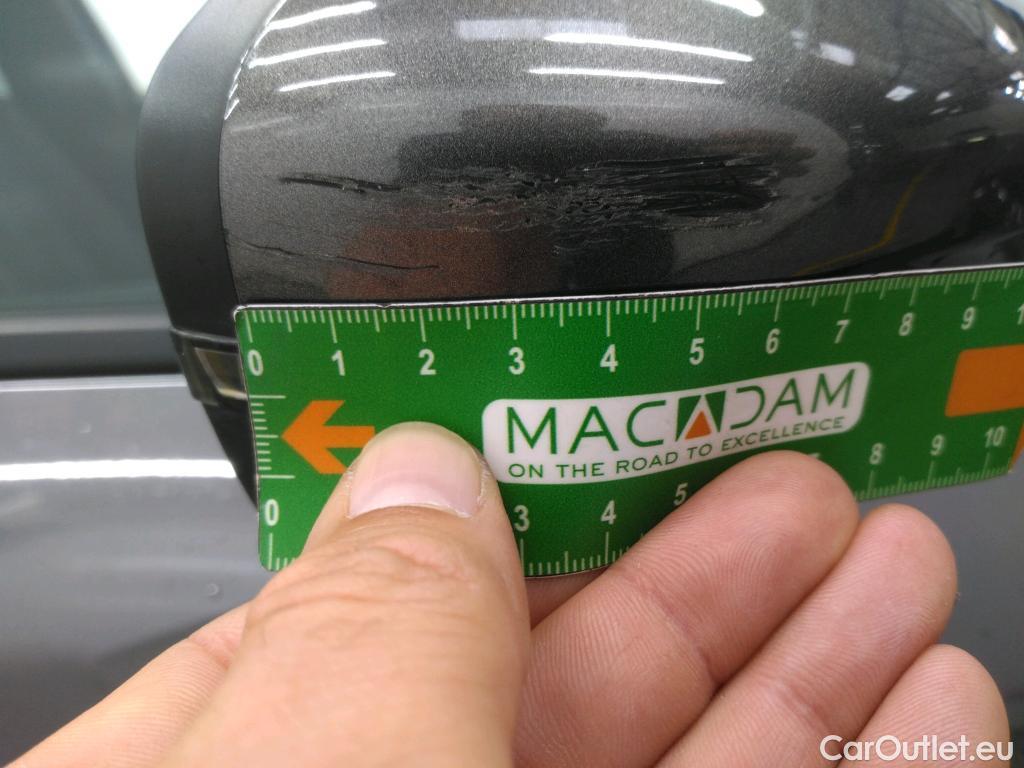 0 1 2 3 4 5 6 7 8 9 1
MACADAM
ON THE ROAD TO EXCELLENCE
0 3 4 5 8 9 10
CarOutlet.eu